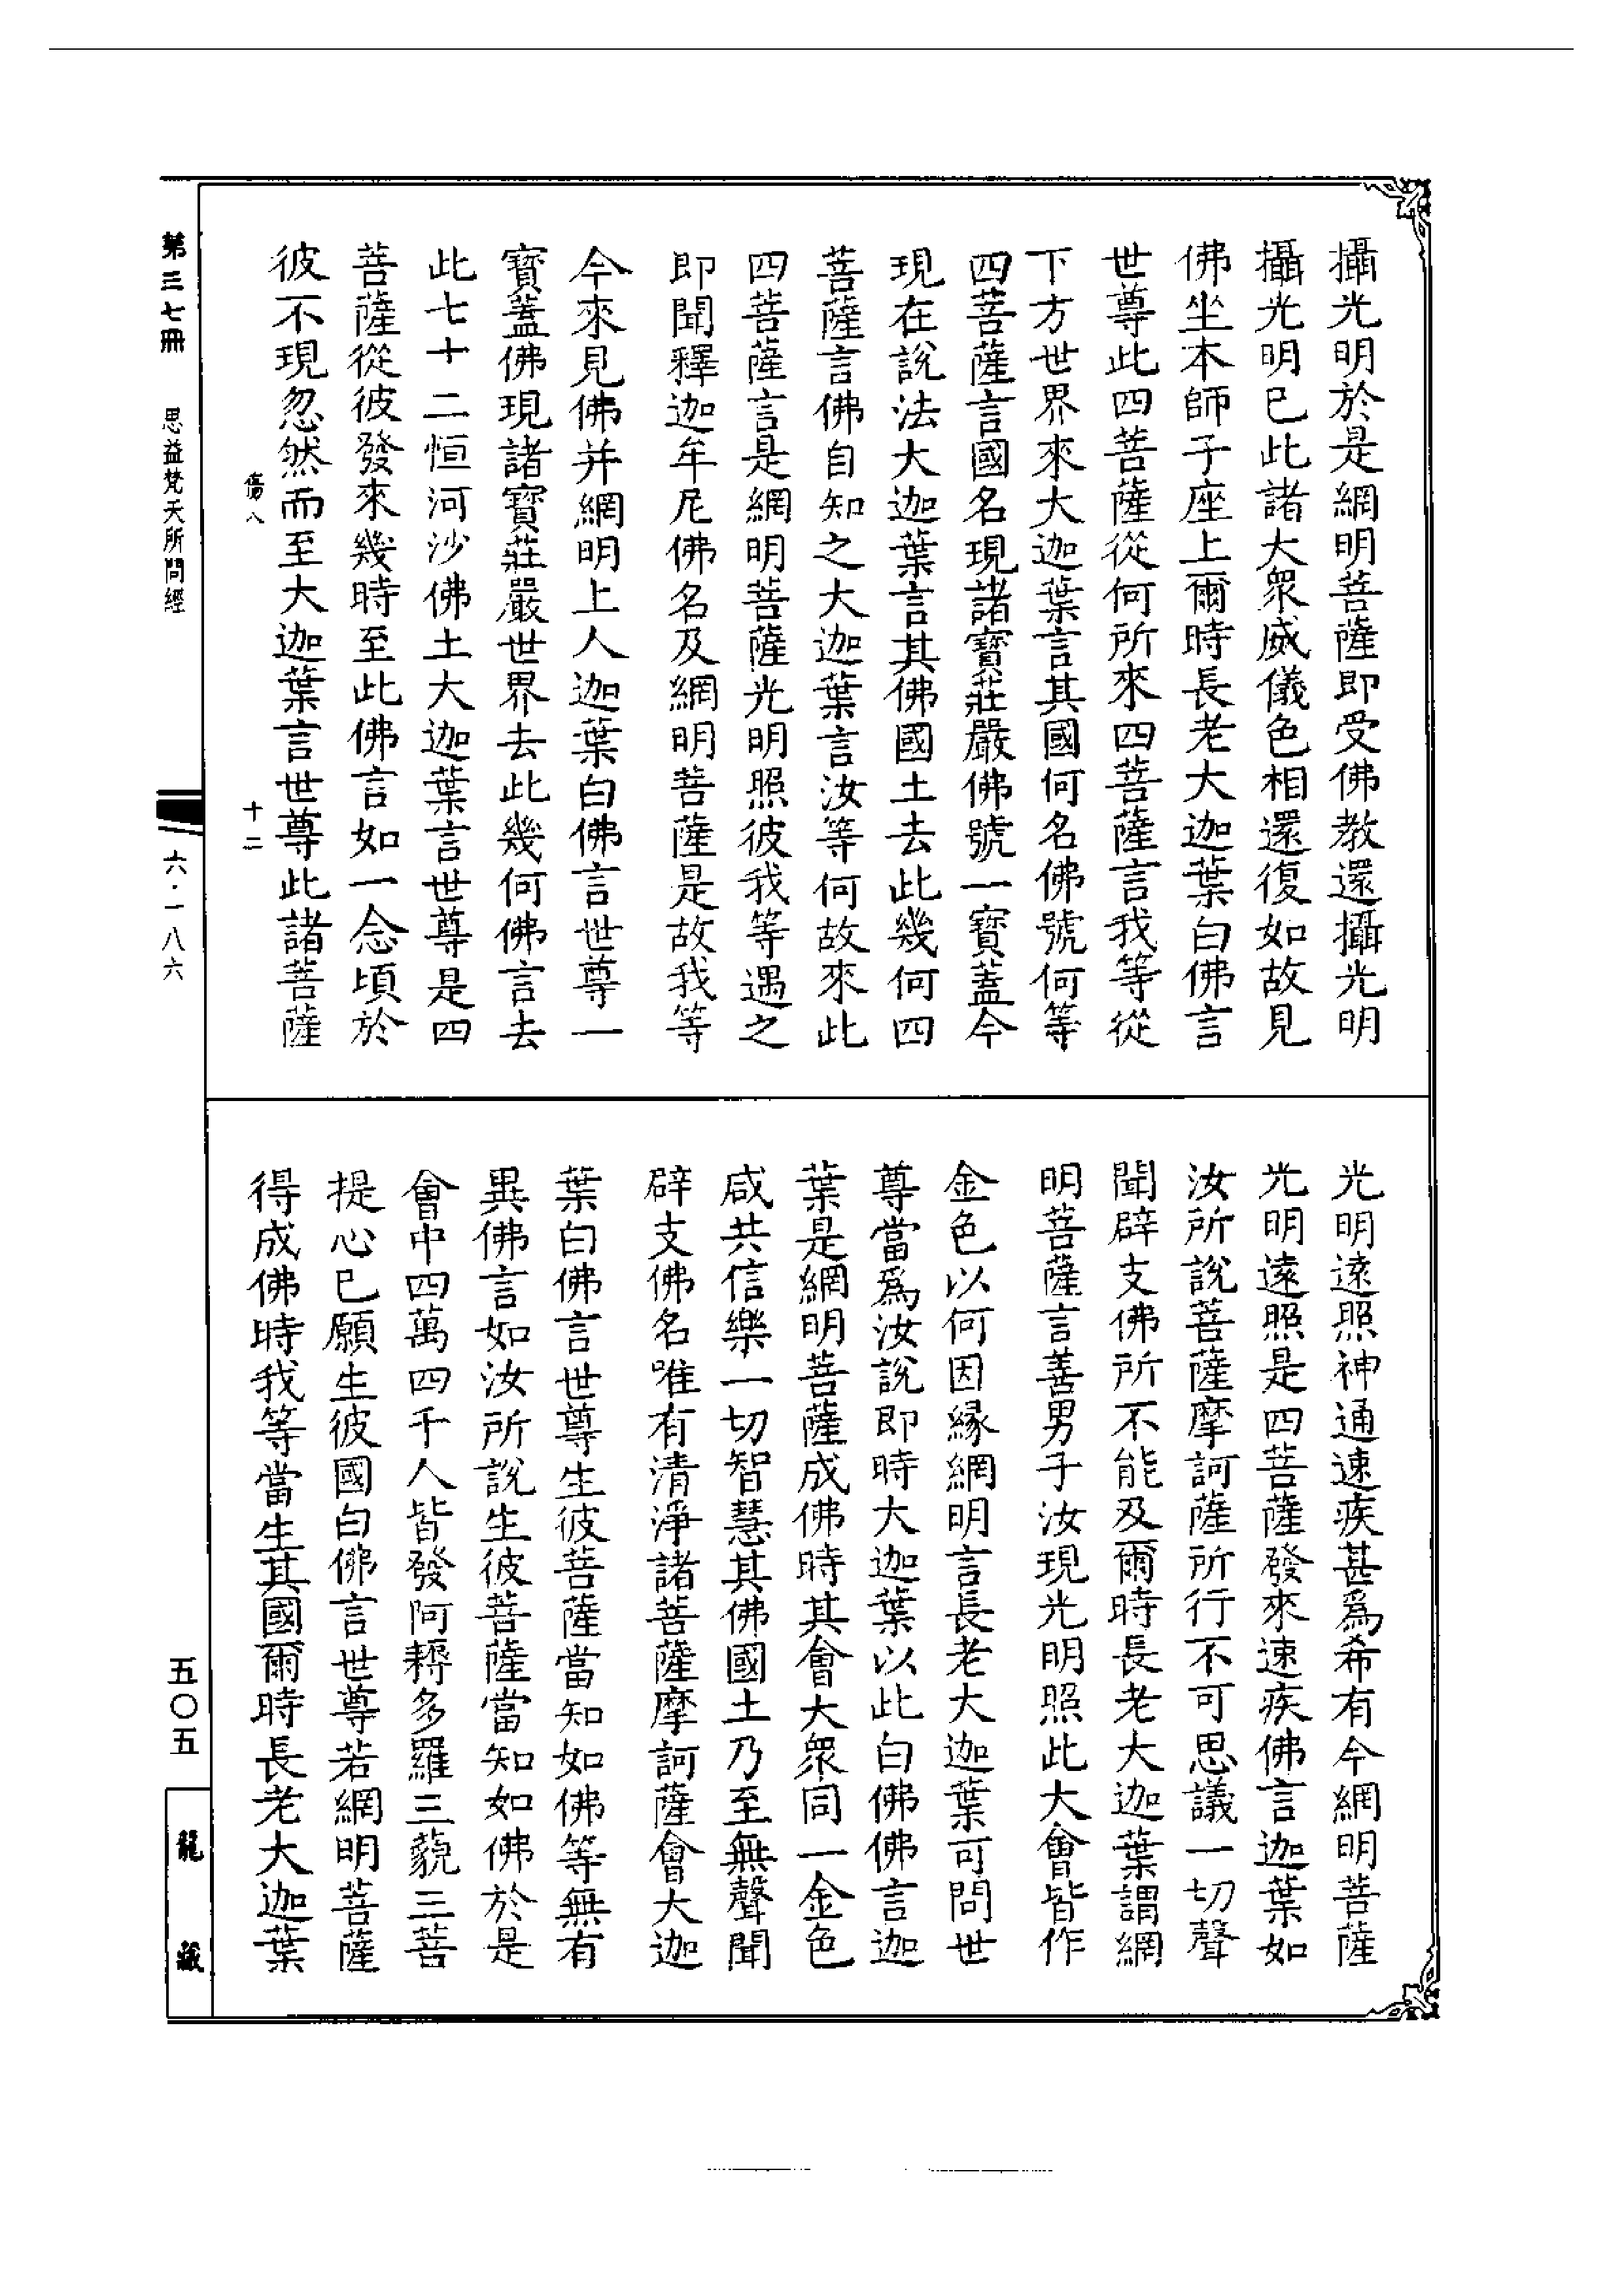 攝光明於是網明菩薩即受佛教還攝光明
攝光明已此諸大衆威儀色相還復如故見
佛坐本師子座上爾時長老大迦葉白佛言
世尊此四菩薩從何所來四菩薩言我等從
下方世界來大迦葉言其國何名佛號何等
四菩薩言國名現諸寶莊嚴佛號一寶蓋今
現在說法大迦葉言其佛國土去此幾何四
菩薩言佛自知之大迦葉言汝等何故來此
四菩薩言是網明菩薩光明照彼我等遇之
即聞釋迦牟尼佛名及網明菩薩是故我等
今來見佛并網明上人迦葉白佛言世尊一
寶蓋佛現諸寶莊嚴世界去此幾何佛言去
此七十二恒河沙佛土大迦葉言世尊是四
菩薩從彼發來幾時至此佛言如一念頃於
彼不現忽然而至大迦葉言世尊此諸菩薩
光明遠照神通速疾甚爲希有今網明菩薩
光明遠照是四菩薩發來速疾佛言迦葉如
汝所說菩薩摩訶薩所行不可思議一切聲
聞辟支佛所不能及爾時長老大迦葉謂網
明菩薩言善男子汝現光明照此大會皆作
金色以何因緣網明言長老大迦葉可問世
尊當爲汝說即時大迦葉以此白佛佛言迦
葉是網明菩薩成佛時其會大衆同一金色
咸共信樂一切智慧其佛國土乃至無聲聞
辟支佛名唯有清淨諸菩薩摩訶薩會大迦
葉白佛言世尊生彼菩薩當知如佛等無有
異佛言如汝所說生彼菩薩當知如佛於是
會中四萬四千人皆發阿耨多羅三藐三菩
提心已願生彼國白佛言世尊若網明菩薩
得成佛時我等當生其國爾時長老大迦葉
傷八
十二
第三七冊 思益梵天所問經
六·一八六
五〇五
龍藏